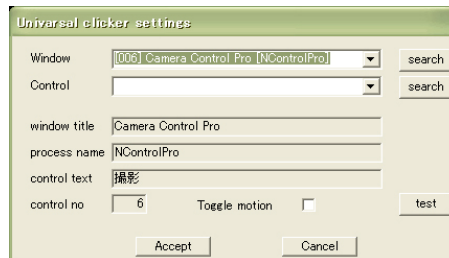 Univarsal clicker settings
Window [006] Camera Control Pro [NControlPro] search
Control search
window title Camera Control Pro
process name NControlPro
control text 撮影
control no 6 Toggle motion test
Accept Cancel